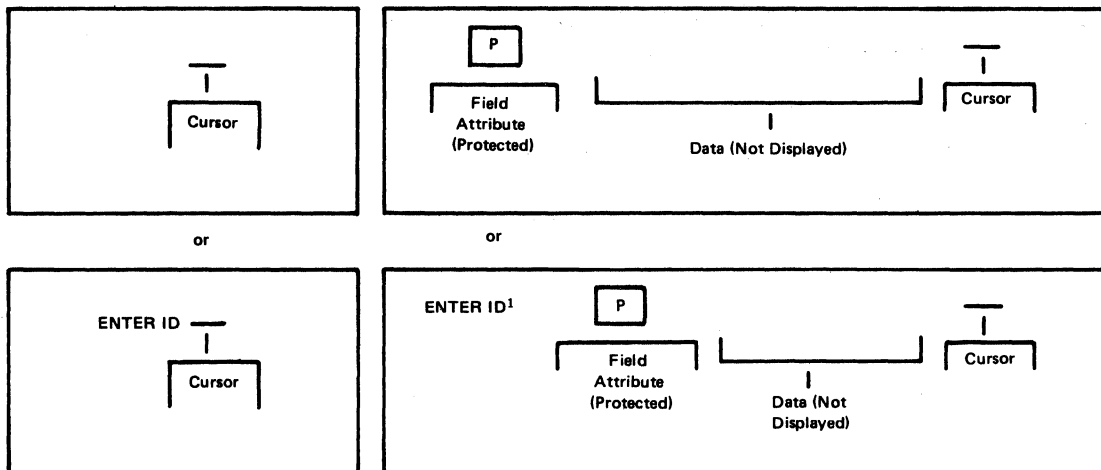 Cursor
P
Field
Attribute
(Protected)
Data (Not Displayed)
Cursor
or
or
ENTER ID
Cursor
ENTER ID¹
P
Field
Attribute
(Protected)
Data (Not
Displayed)
Cursor